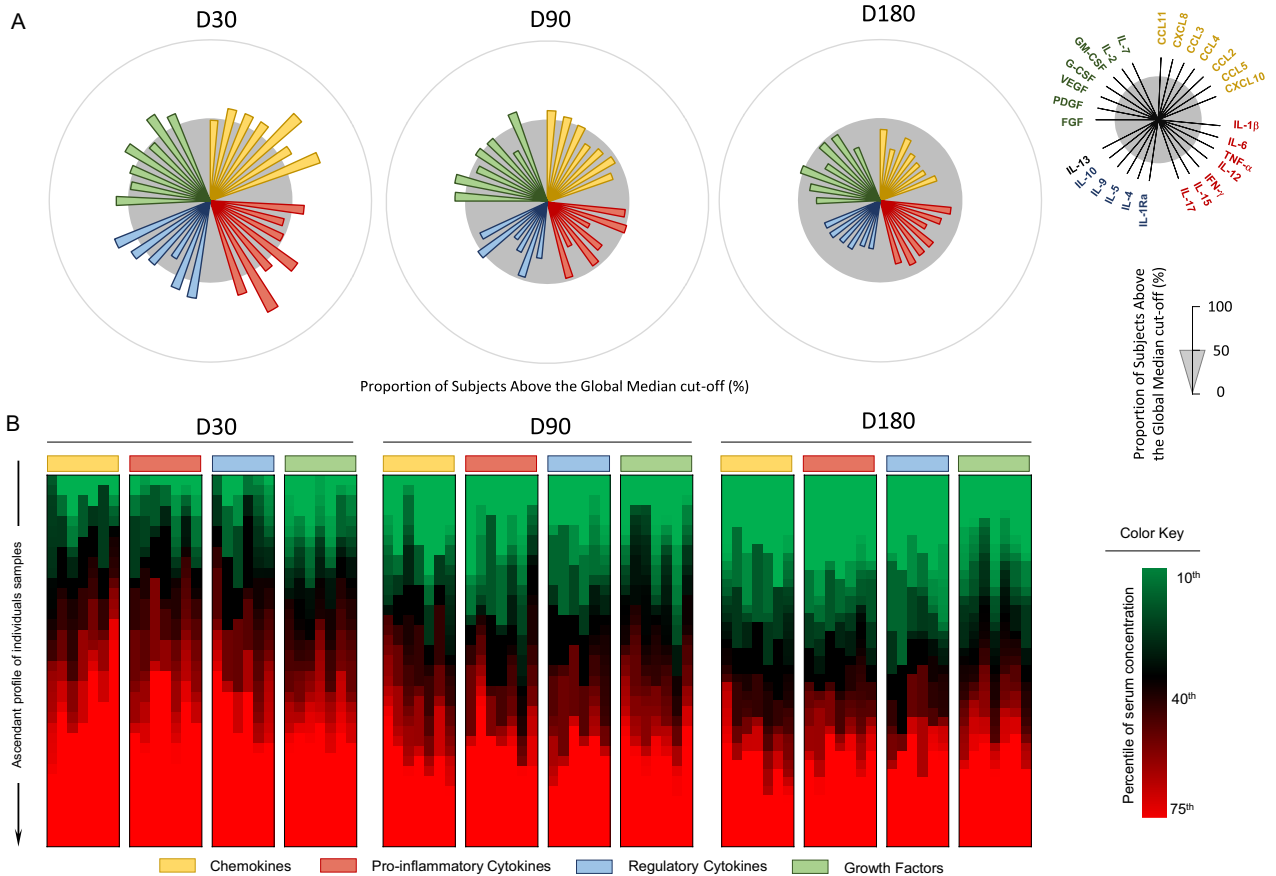 A
D30
D90
D180
CCL11
CXCL8
CCL3
CCL4
CCL2
CCL5
CXCL10
IL-7
IL-2
GM-CSF
G-CSF
VEGF
PDGF
FGF
IL-1β
IL-6
TNF-α
IL-12
IFN-γ
IL-15
IL-17
IL-13
IL-10
IL-9
IL-5
IL-4
IL-1Ra
Proportion of Subjects Above
the Global Median cut-off (%)
100
50
0
Proportion of Subjects Above the Global Median cut-off (%)
B
D30
D90
D180
Ascendant profile of individuals samples
Color Key
Percentile of serum concentration
10th
40th
75th
Chemokines
Pro-inflammatory Cytokines
Regulatory Cytokines
Growth Factors